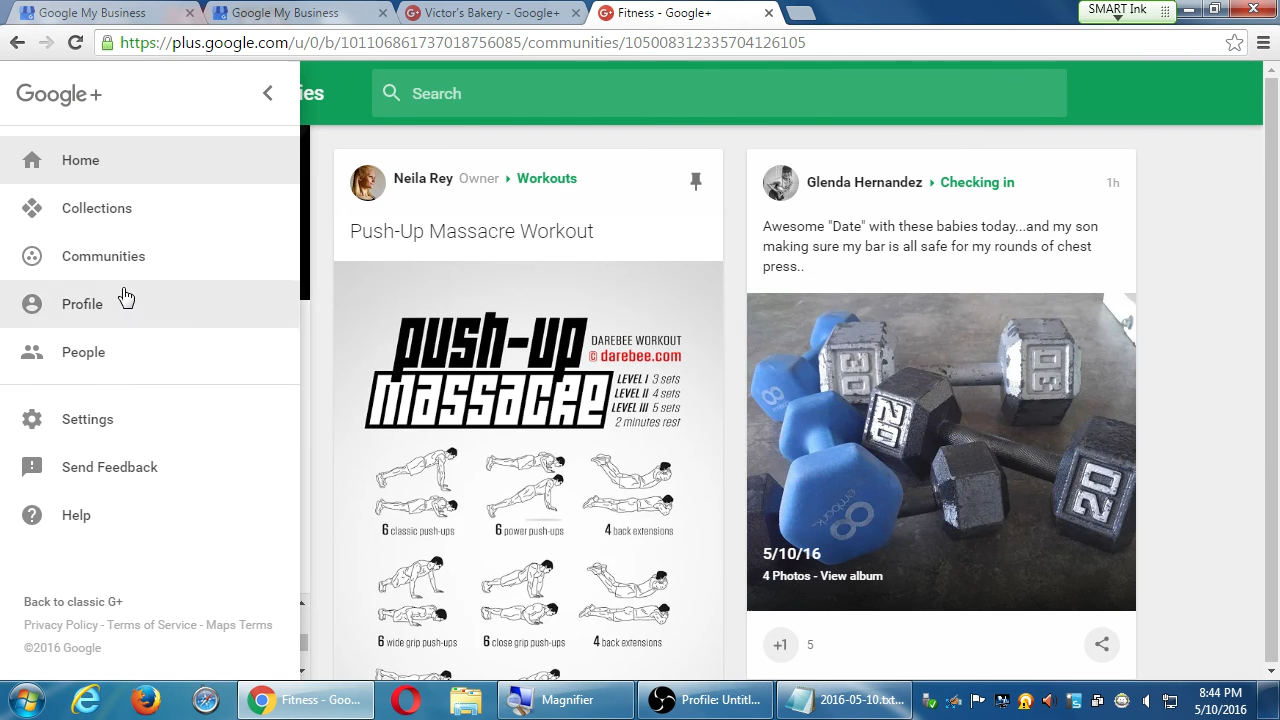 Google My Business
Google My Business
Victor's Bakery - Google+
Fitness - Google+
SMART Ink
https://plus.google.com/u/0/b/101106861737018756085/communities/105008312335704126105
Google+
ies
Search
Home
Collections
Communities
Profile
People
Settings
Send Feedback
Help
Back to classic G+
Privacy Policy - Terms of Service - Maps Terms
©2016 Google
Neila Rey Owner Workouts
Push-Up Massacre Workout
push-up
massacre
DAREBEE WORKOUT
© darebee.com
LEVEL I 3 sets
LEVEL II 4 sets
LEVEL III 5 sets
2 minutes rest
6 classic push-ups
6 power push-ups
4 back extensions
6 wide grip push-ups
6 close grip push-ups
4 back extensions
Glenda Hernandez Checking in 1h
Awesome "Date" with these babies today...and my son
making sure my bar is all safe for my rounds of chest
press..
30
30
20
20
8
8
embark
5/10/16
4 Photos - View album
+1 5
Fitness - Goo...
Magnifier
Profile: Untitl...
2016-05-10.txt...
8:44 PM
5/10/2016